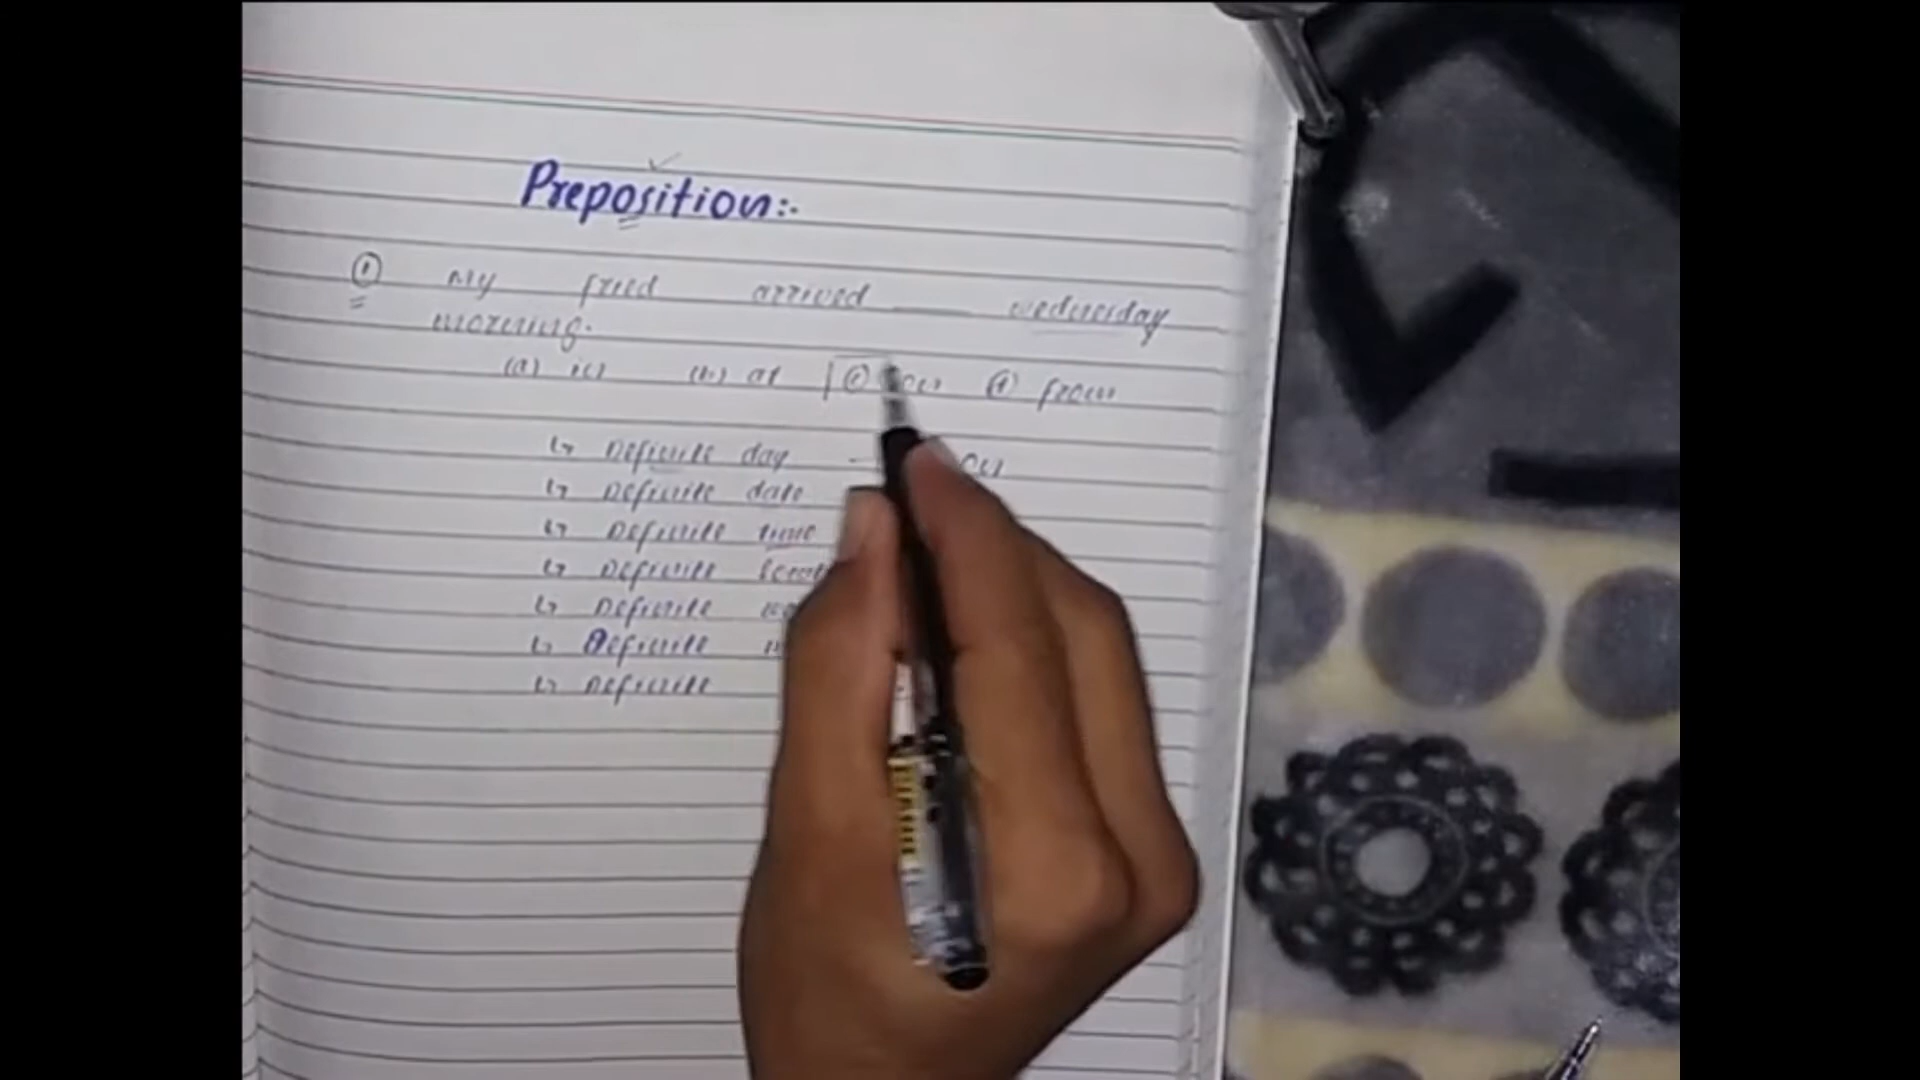 Preposition:-
① My fried arrived ____ wednesday
morning.
(a) in (b) at (c) on (d) from
↳ Definite day - on
↳ Definite date
↳ Definite time
↳ Definite
↳ Definite
↳ Definite
↳ Definite